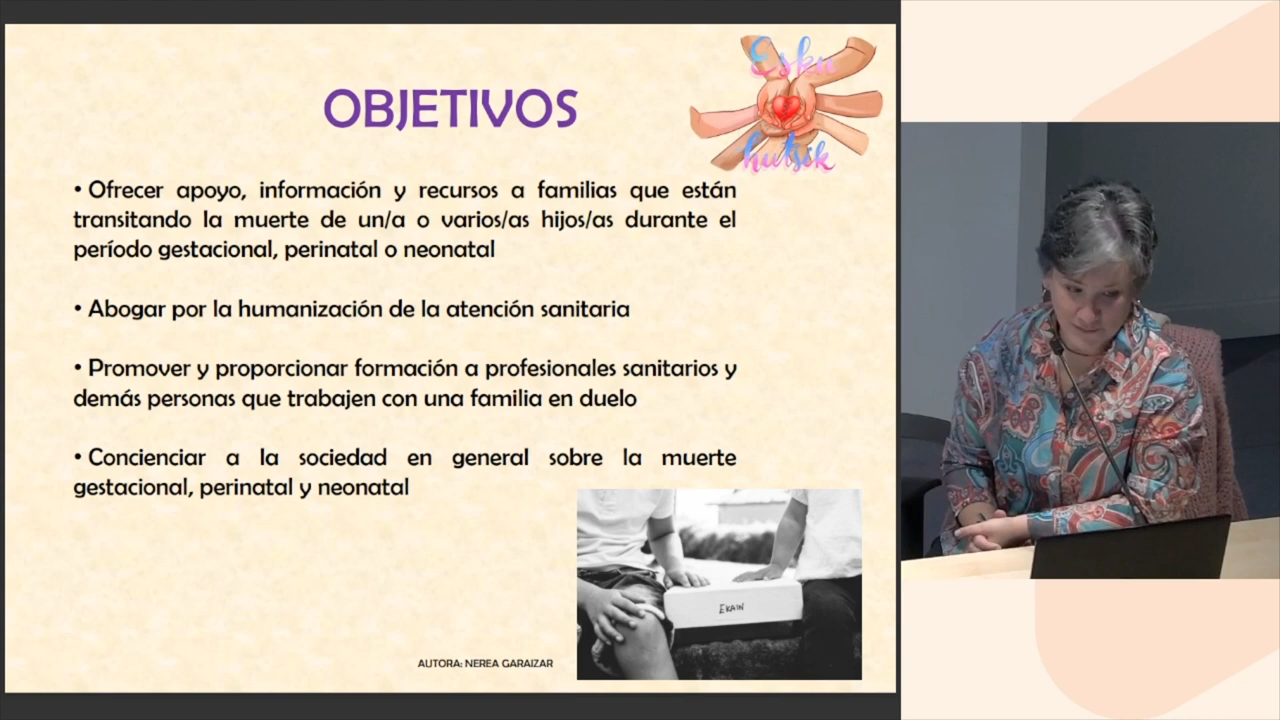 Esku
hutsik
OBJETIVOS
• Ofrecer apoyo, información y recursos a familias que están
transitando la muerte de un/a o varios/as hijos/as durante el
período gestacional, perinatal o neonatal
• Abogar por la humanización de la atención sanitaria
• Promover y proporcionar formación a profesionales sanitarios y
demás personas que trabajen con una familia en duelo
• Concienciar a la sociedad en general sobre la muerte
gestacional, perinatal y neonatal
EKAIN
AUTORA: NEREA GARAIZAR